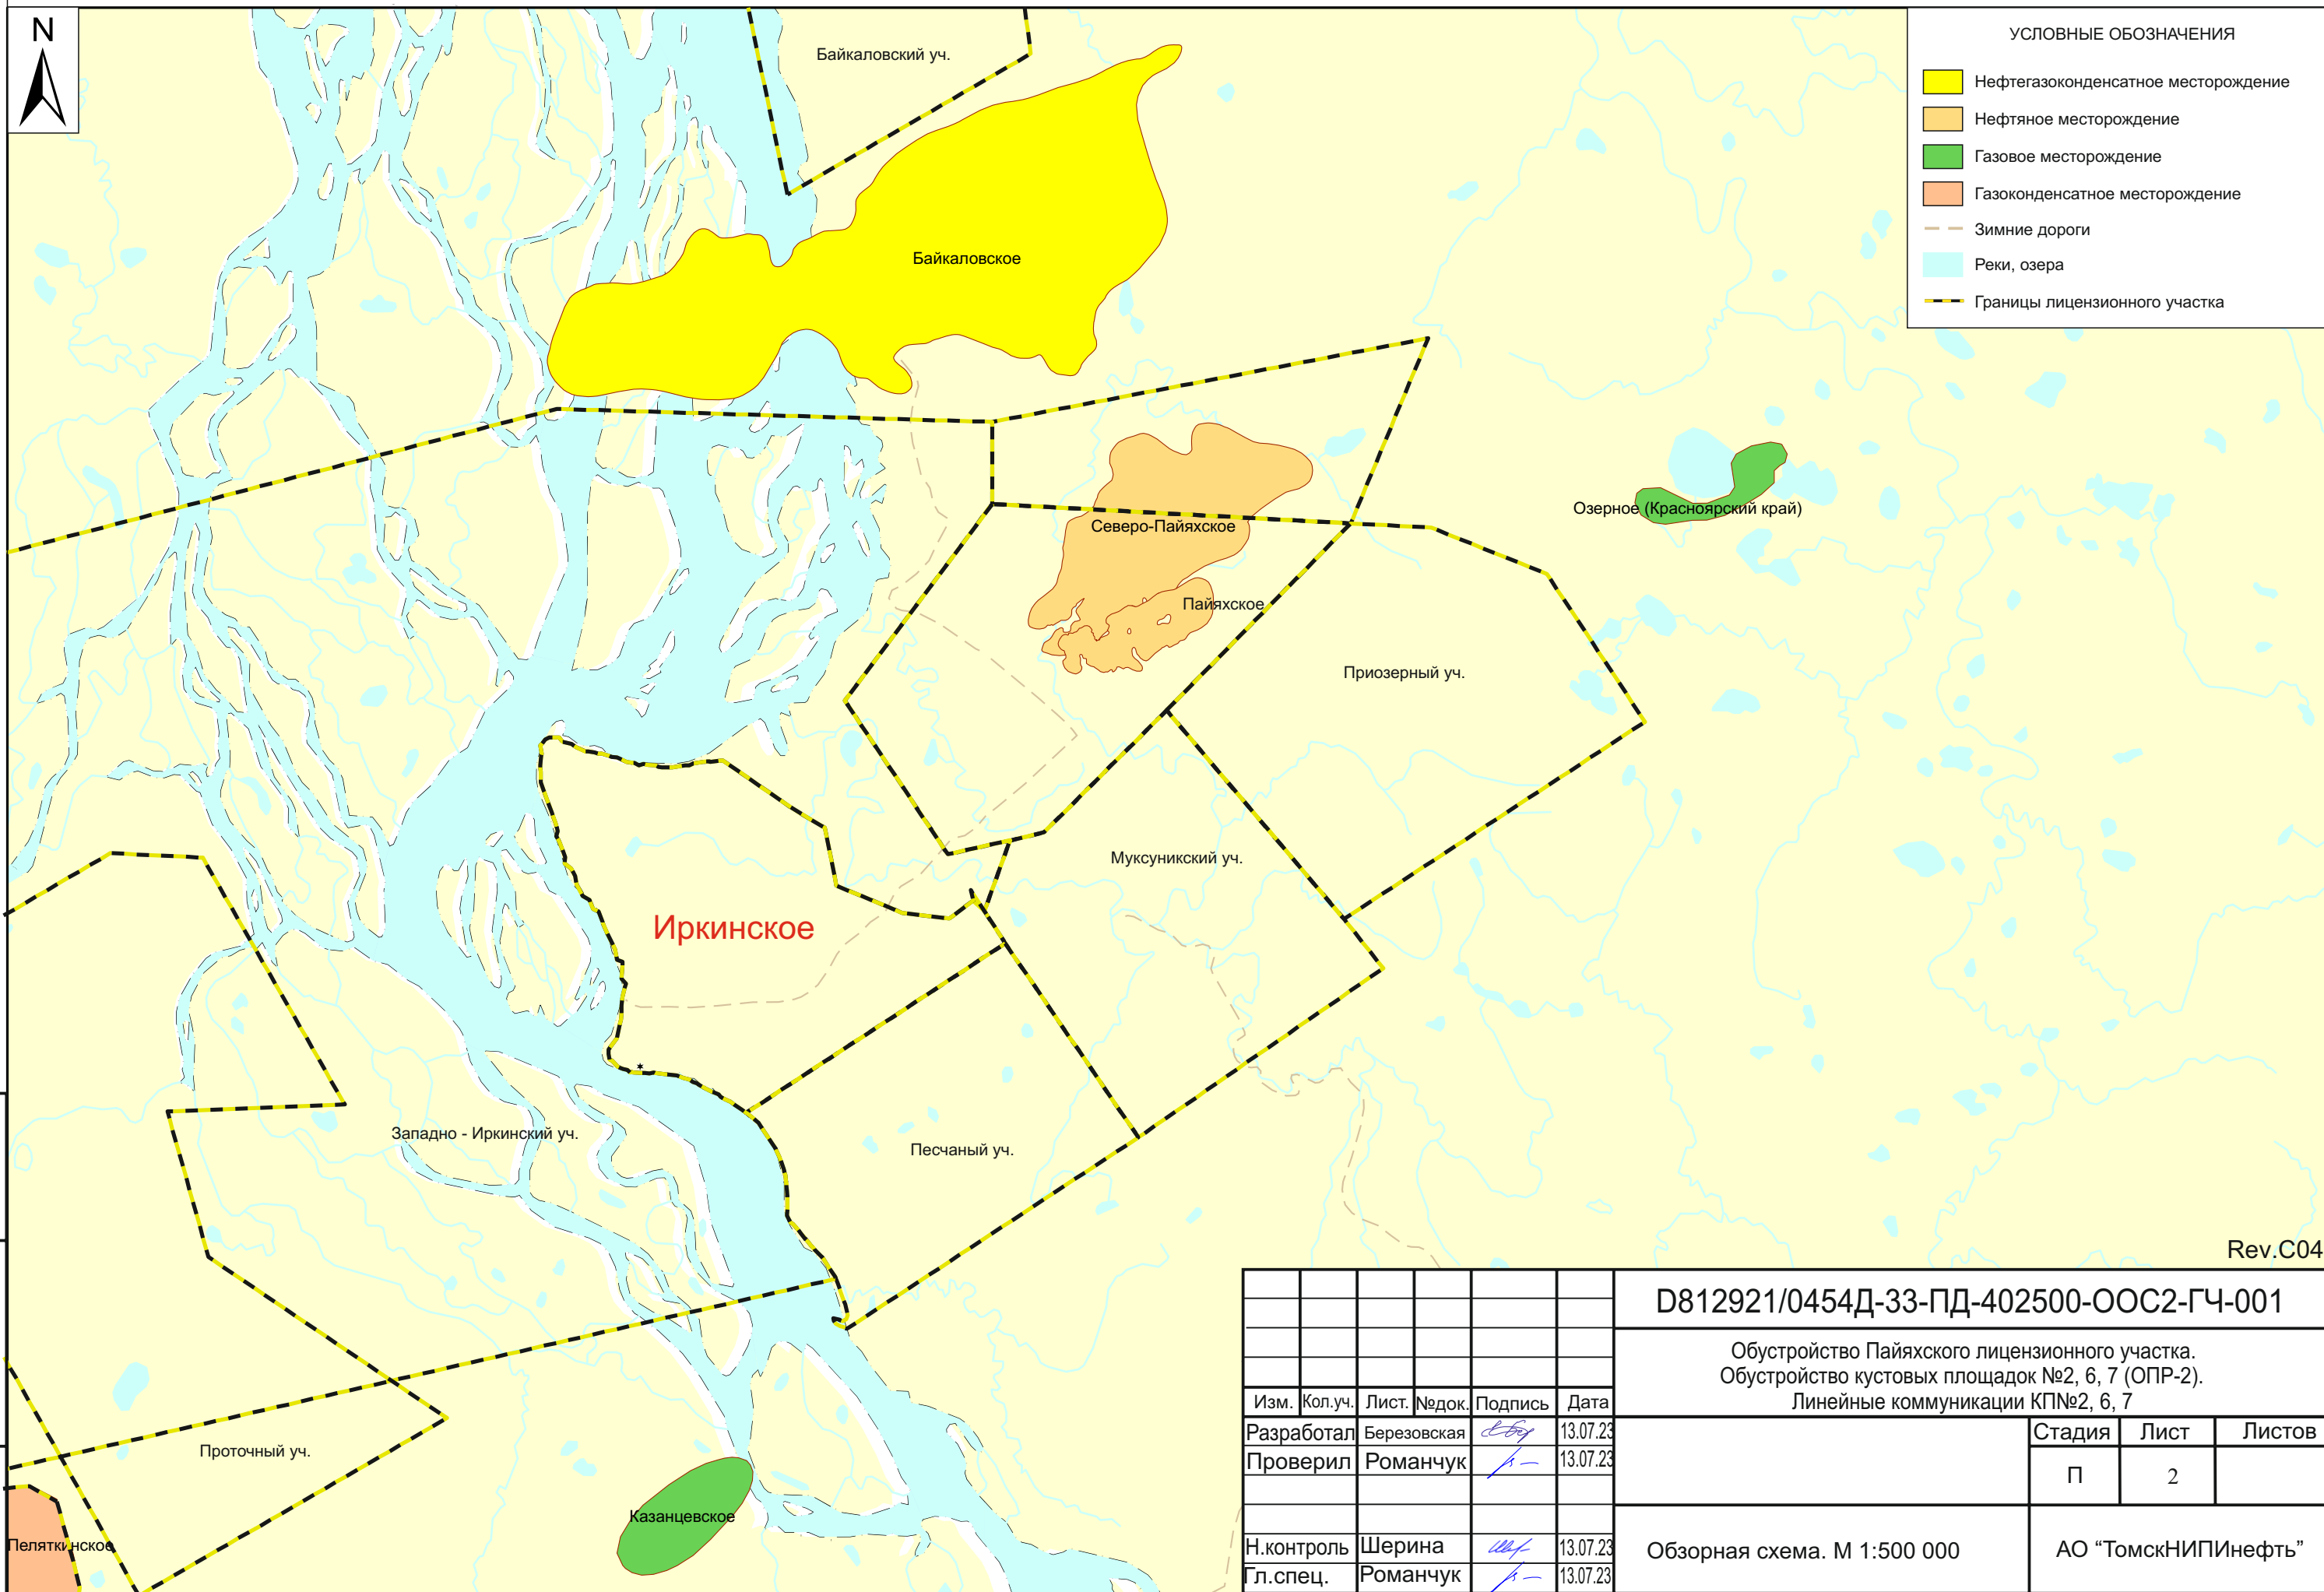 N
УСЛОВНЫЕ ОБОЗНАЧЕНИЯ
Нефтегазоконденсатное месторождение
Нефтяное месторождение
Газовое месторождение
Газоконденсатное месторождение
Зимние дороги
Реки, озера
Границы лицензионного участка
Байкаловский уч.
Байкаловское
Озерное (Красноярский край)
Северо-Пайяхское
Пайяхское
Приозерный уч.
Муксуникский уч.
Иркинское
Западно - Иркинский уч.
Песчаный уч.
Проточный уч.
Казанцевское
Пеляткинское
Rev.C04
D812921/0454Д-33-ПД-402500-ООС2-ГЧ-001
Обустройство Пайяхского лицензионного участка.
Обустройство кустовых площадок №2, 6, 7 (ОПР-2).
Линейные коммуникации КП№2, 6, 7
Изм. Кол.уч. Лист. №док. Подпись Дата
Разработал Березовская 13.07.23
Проверил Романчук 13.07.23
Н.контроль Шерина 13.07.23
Гл.спец. Романчук 13.07.23
Стадия Лист Листов
П 2
Обзорная схема. М 1:500 000
АО “ТомскНИПИнефть”